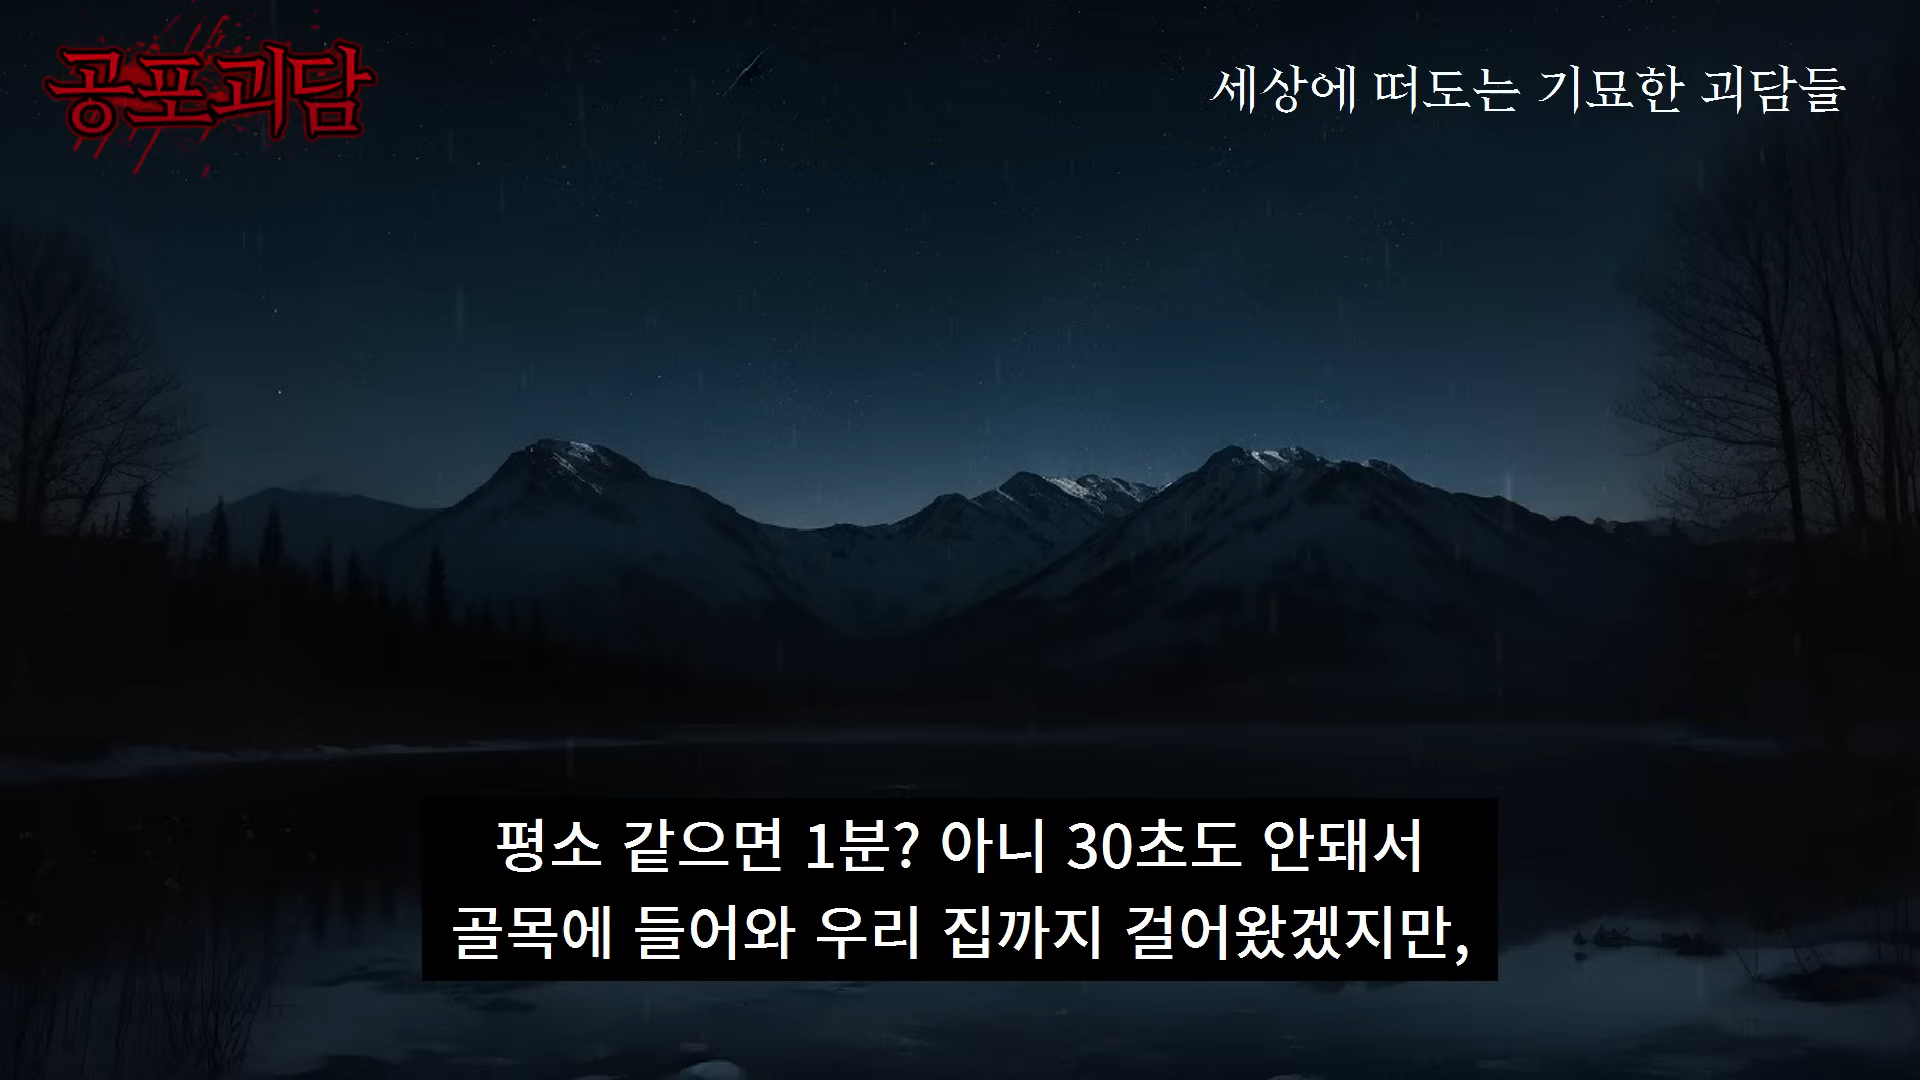 공포괴담
세상에 떠도는 기묘한 괴담들
평소 같으면 1분? 아니 30초도 안돼서
골목에 들어와 우리 집까지 걸어왔겠지만,